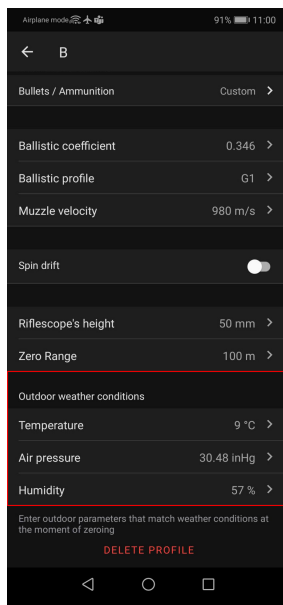 Airplane mode 91% 11:00
B
Bullets / Ammunition Custom
Ballistic coefficient 0.346
Ballistic profile G1
Muzzle velocity 980 m/s
Spin drift
Riflescope's height 50 mm
Zero Range 100 m
Outdoor weather conditions
Temperature 9 °C
Air pressure 30.48 inHg
Humidity 57 %
Enter outdoor parameters that match weather conditions at
the moment of zeroing
DELETE PROFILE